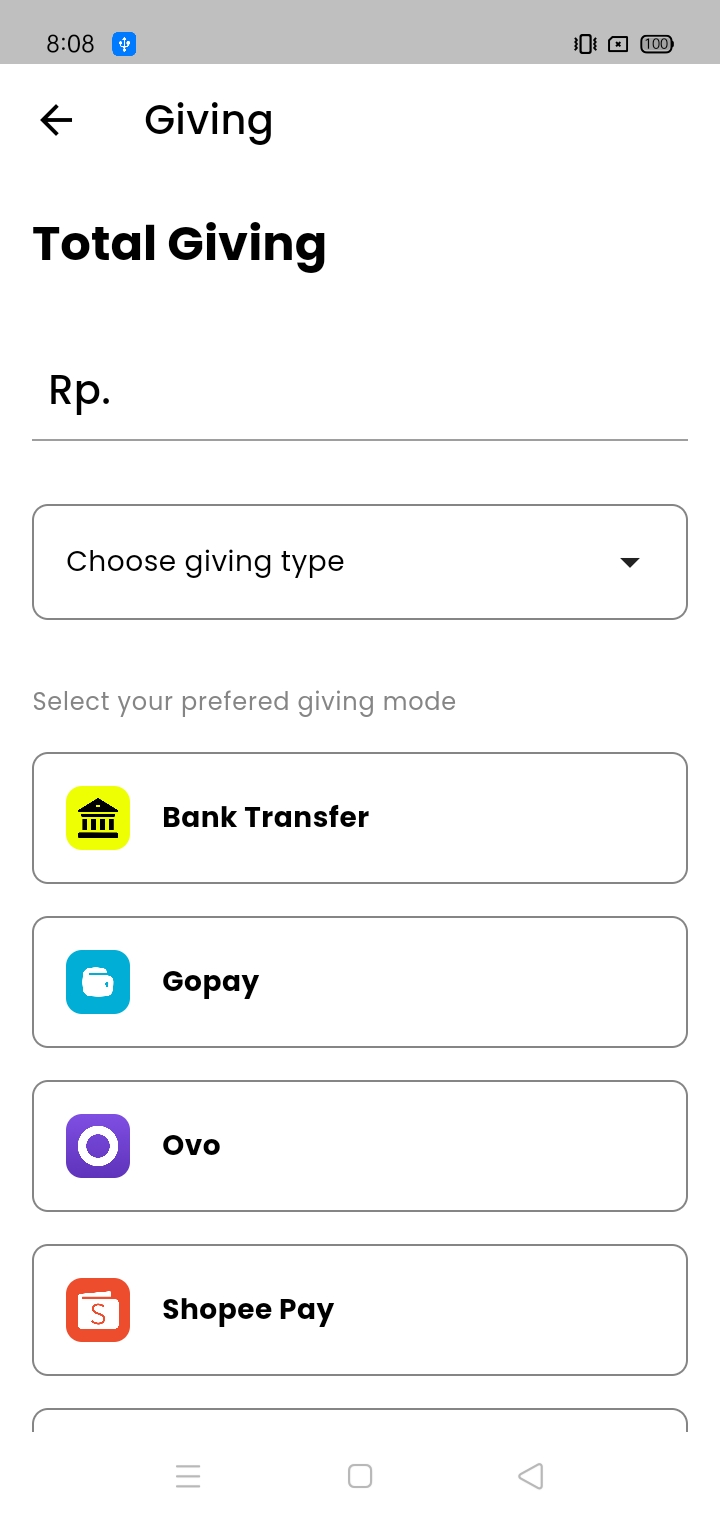 8:08
100
Giving
Total Giving
Rp.
Choose giving type
Select your prefered giving mode
Bank Transfer
Gopay
Ovo
S
Shopee Pay